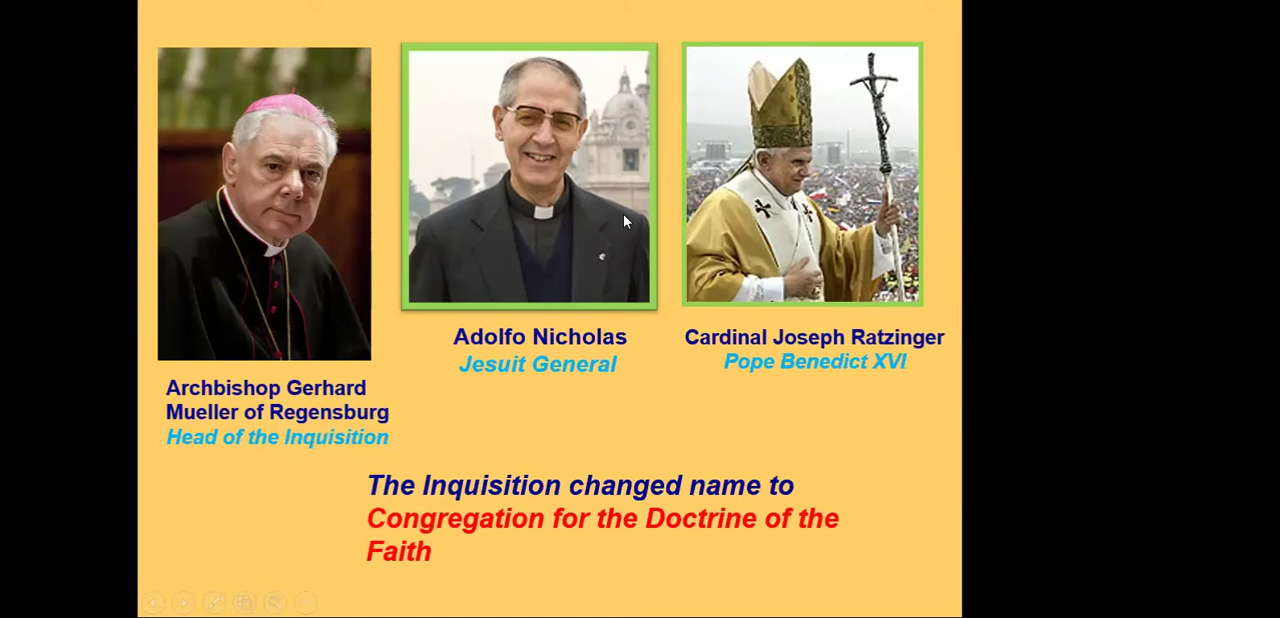 Archbishop Gerhard
Mueller of Regensburg
Head of the Inquisition
Adolfo Nicholas
Jesuit General
Cardinal Joseph Ratzinger
Pope Benedict XVI
The Inquisition changed name to
Congregation for the Doctrine of the
Faith